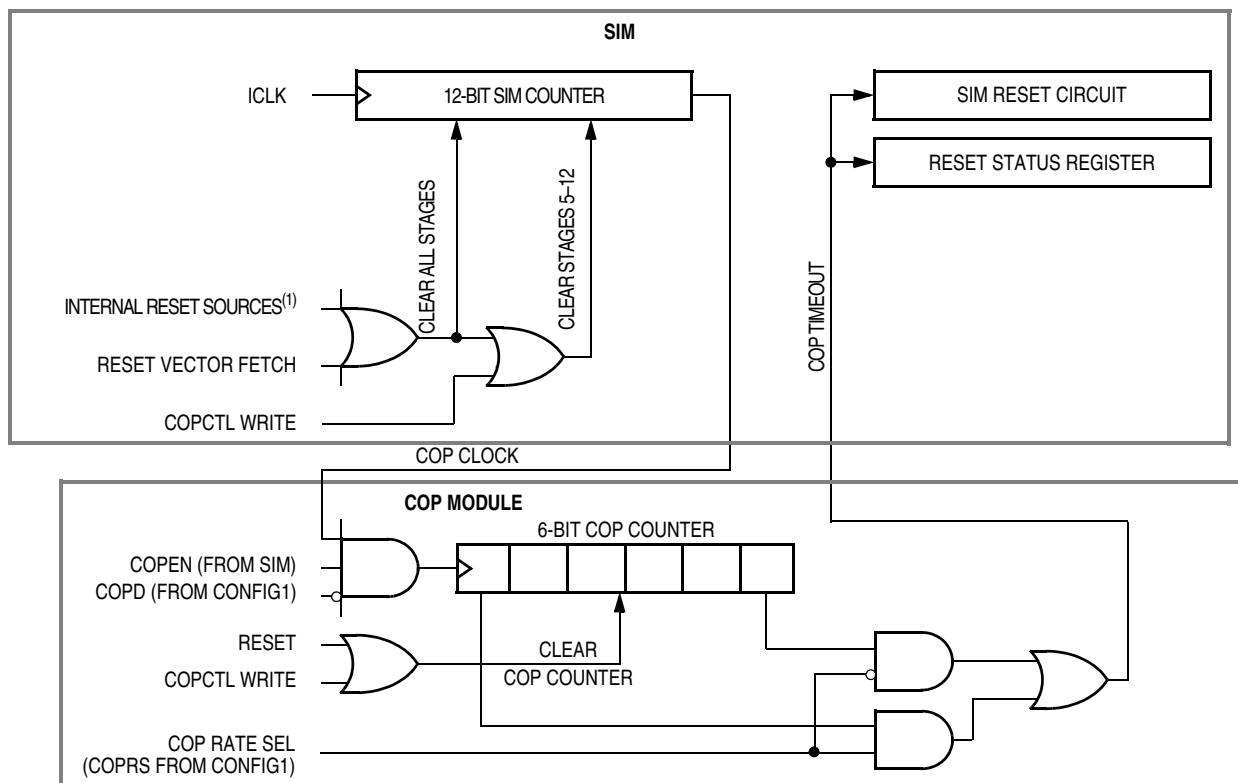 SIM
ICLK
12-BIT SIM COUNTER
SIM RESET CIRCUIT
RESET STATUS REGISTER
CLEAR ALL STAGES
CLEAR STAGES 5–12
COP TIMEOUT
INTERNAL RESET SOURCES(1)
RESET VECTOR FETCH
COPCTL WRITE
COP CLOCK
COP MODULE
6-BIT COP COUNTER
COPEN (FROM SIM)
COPD (FROM CONFIG1)
RESET
COPCTL WRITE
CLEAR
COP COUNTER
COP RATE SEL
(COPRS FROM CONFIG1)